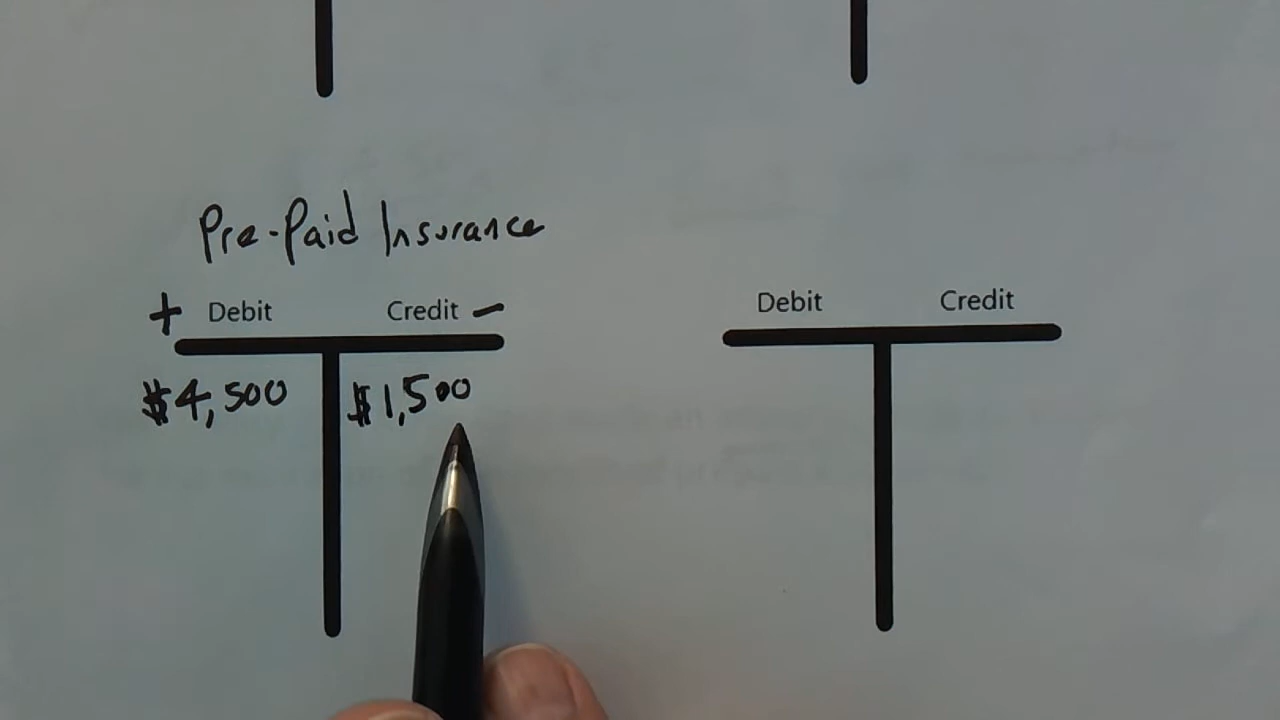 Pre-Paid Insurance
+ Debit Credit -
Debit Credit
$4,500 $1,500